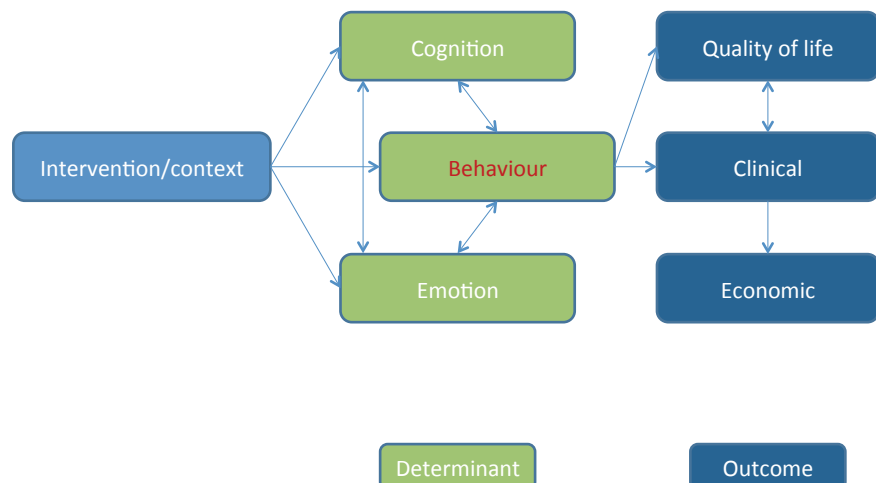 Cognition
Quality of life
Intervention/context
Behaviour
Clinical
Emotion
Economic
Determinant
Outcome